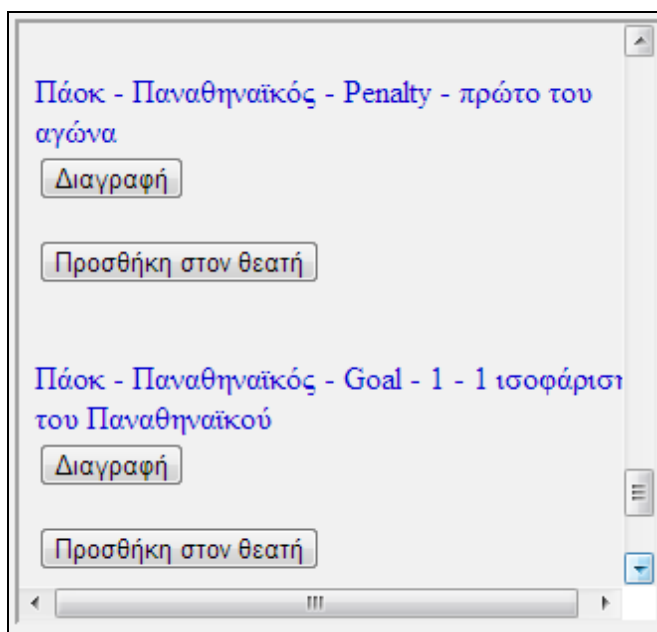 Πάοκ - Παναθηναϊκός - Penalty - πρώτο του
αγώνα
Διαγραφή
Προσθήκη στον θεατή
Πάοκ - Παναθηναϊκός - Goal - 1 - 1 ισοφάριση
του Παναθηναϊκού
Διαγραφή
Προσθήκη στον θεατή